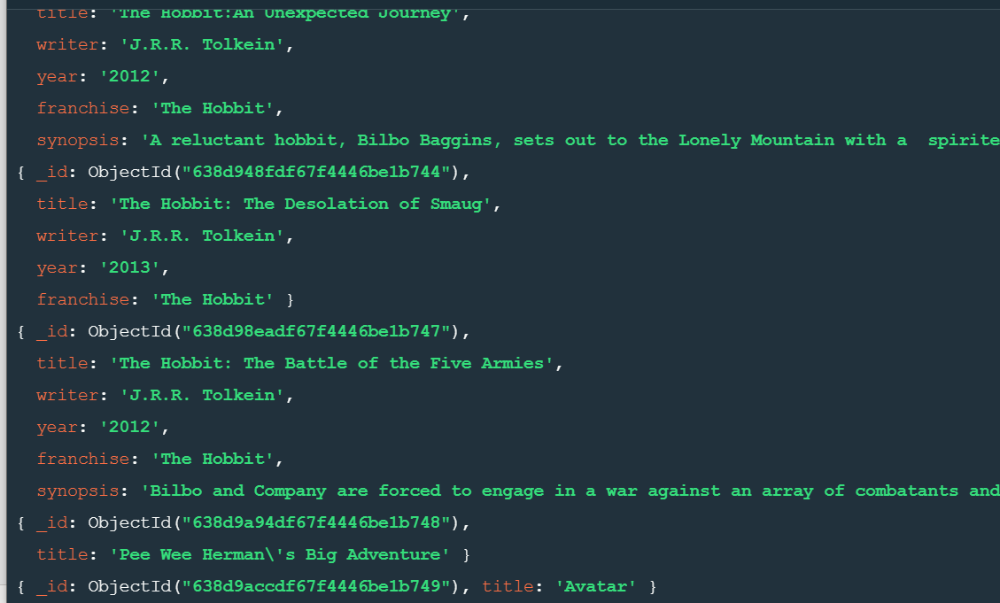 title: 'The Hobbit:An Unexpected Journey',
writer: 'J.R.R. Tolkein',
year: '2012',
franchise: 'The Hobbit',
synopsis: 'A reluctant hobbit, Bilbo Baggins, sets out to the Lonely Mountain with a  spirite
{ _id: ObjectId("638d948fdf67f4446be1b744"),
title: 'The Hobbit: The Desolation of Smaug',
writer: 'J.R.R. Tolkein',
year: '2013',
franchise: 'The Hobbit' }
{ _id: ObjectId("638d98eadf67f4446be1b747"),
title: 'The Hobbit: The Battle of the Five Armies',
writer: 'J.R.R. Tolkein',
year: '2012',
franchise: 'The Hobbit',
synopsis: 'Bilbo and Company are forced to engage in a war against an array of combatants and
{ _id: ObjectId("638d9a94df67f4446be1b748"),
title: 'Pee Wee Herman\'s Big Adventure' }
{ _id: ObjectId("638d9accdf67f4446be1b749"), title: 'Avatar' }